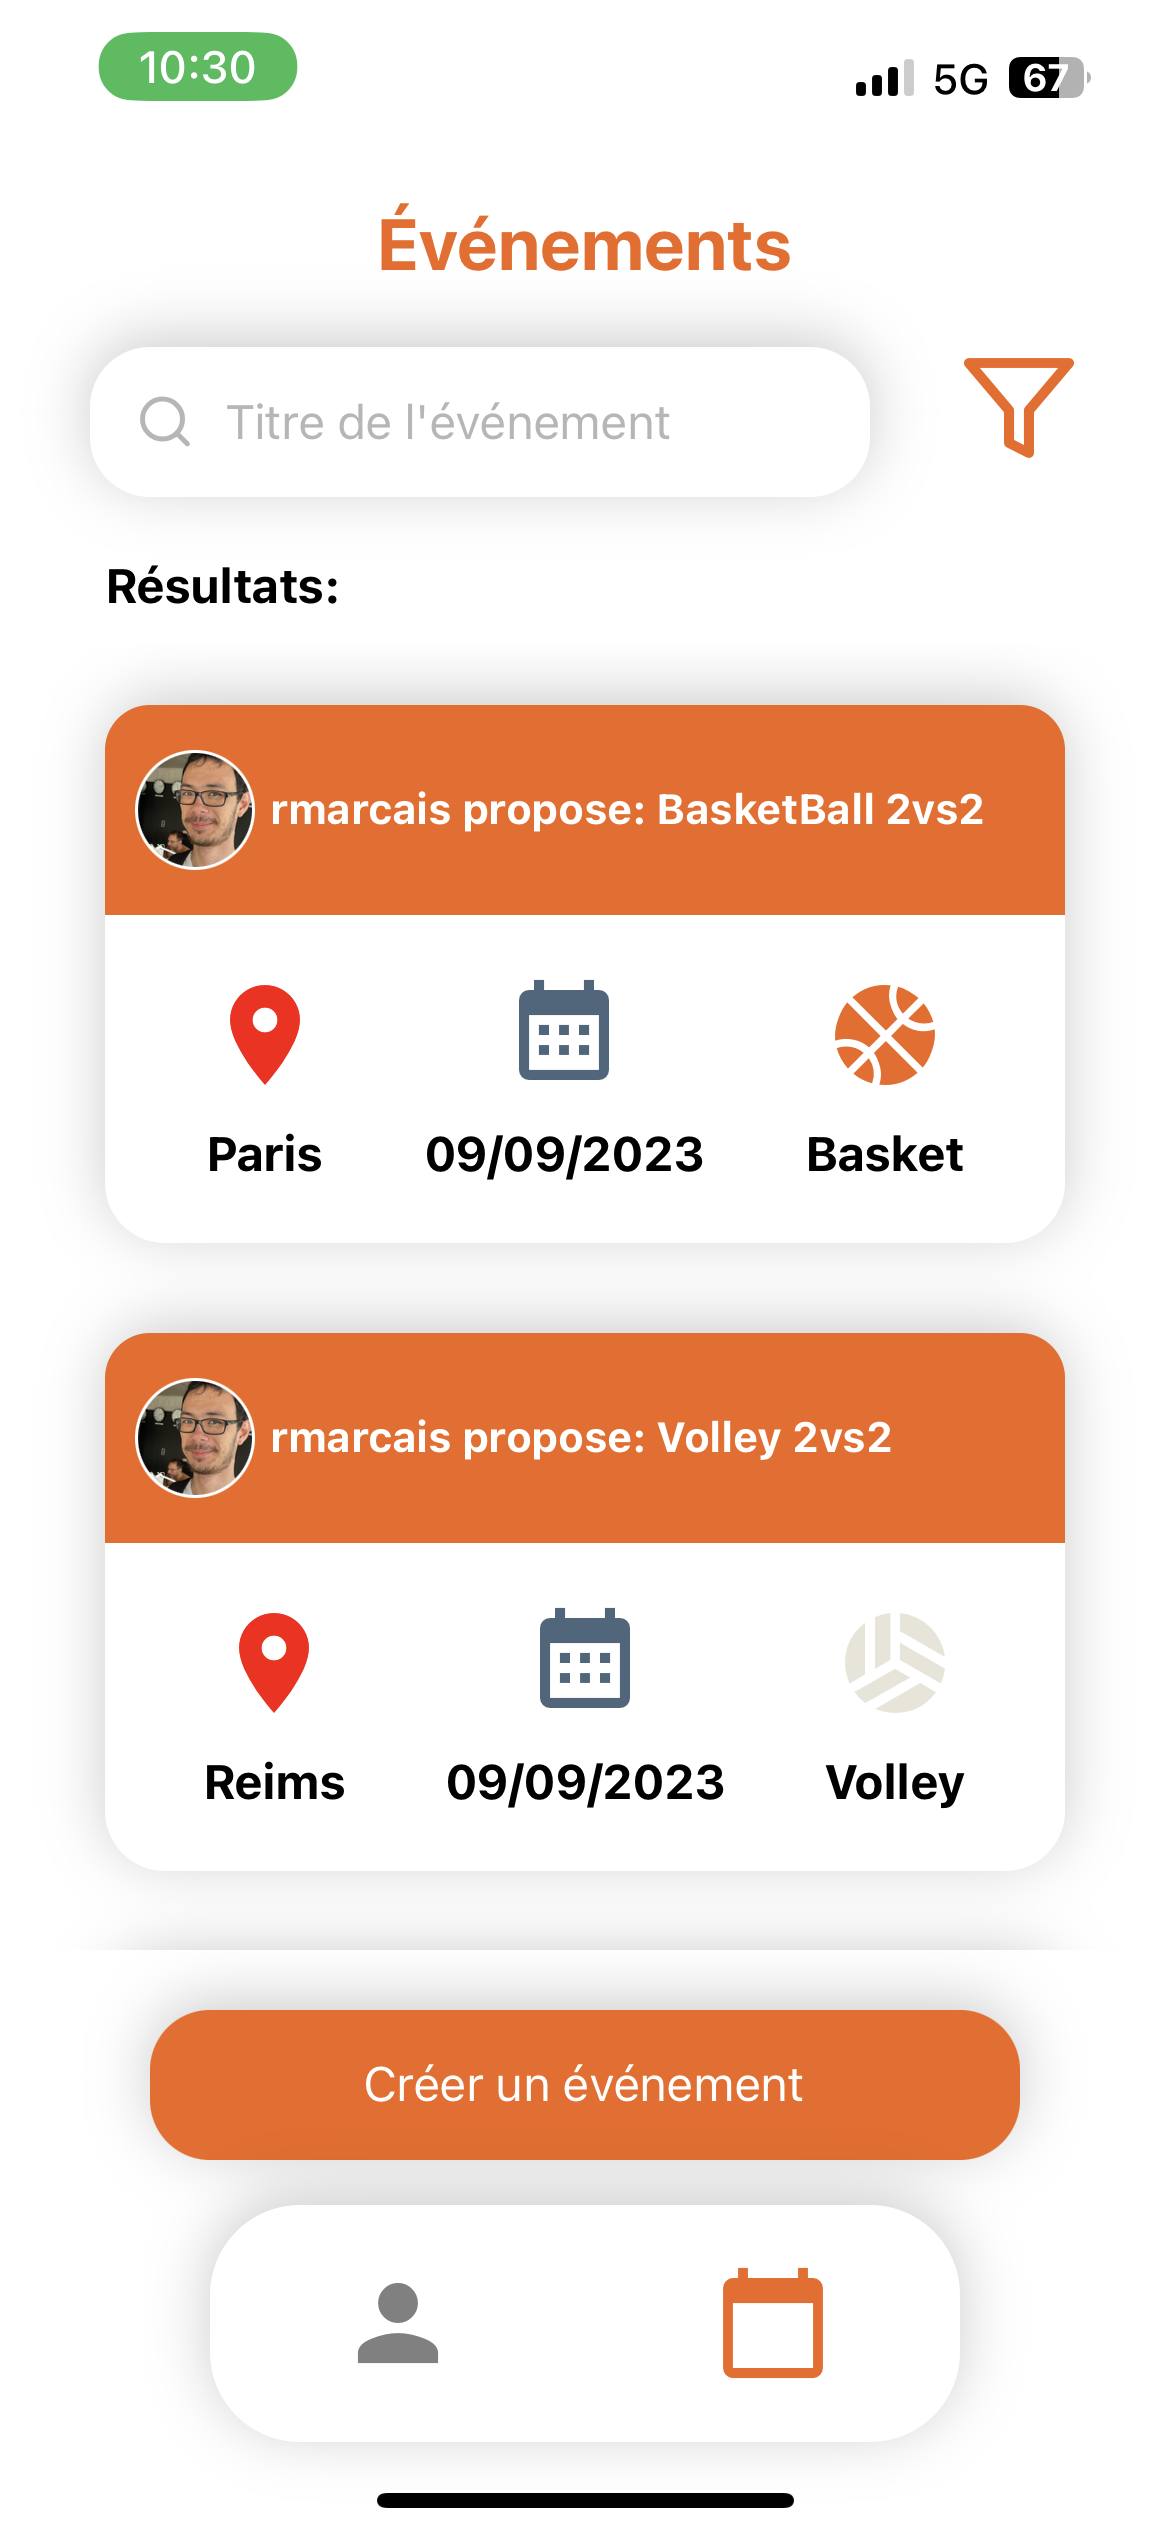 10:30
5G 67
Événements
Titre de l'événement
Résultats:
rmarcais propose: BasketBall 2vs2
Paris 09/09/2023 Basket
rmarcais propose: Volley 2vs2
Reims 09/09/2023 Volley
Créer un événement